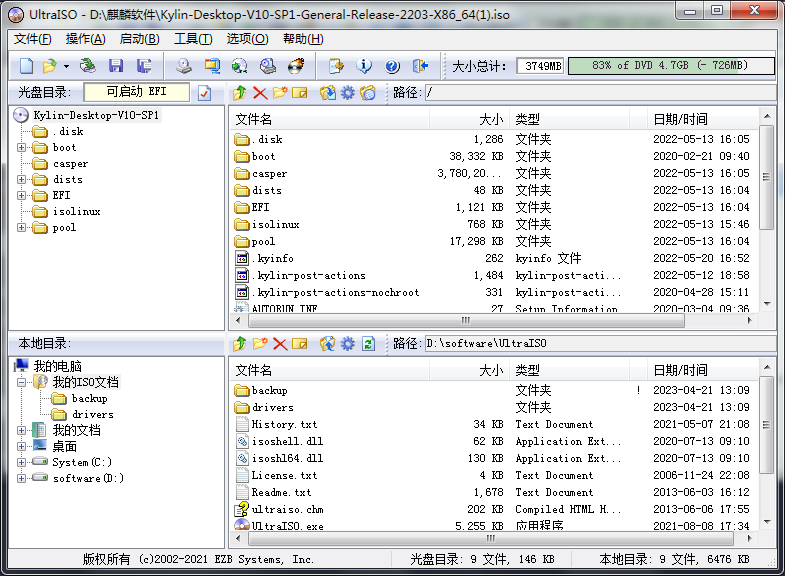 UltraISO - D:\麒麟软件\Kylin-Desktop-V10-SP1-General-Release-2203-X86_64(1).iso
文件(F) 操作(A) 启动(B) 工具(T) 选项(O) 帮助(H)
大小总计: 3749MB 83% of DVD 4.7GB (- 726MB)
光盘目录: 可启动 EFI 路径: /
Kylin-Desktop-V10-SP1
.disk
boot
casper
dists
EFI
isolinux
pool
文件名 大小 类型 日期/时间
.disk 1,286 文件夹 2022-05-13 16:05
boot 38,332 KB 文件夹 2020-02-21 09:40
casper 3,780,20... 文件夹 2022-05-13 16:05
dists 48 KB 文件夹 2022-05-13 16:04
EFI 1,121 KB 文件夹 2022-05-13 16:04
isolinux 768 KB 文件夹 2022-05-13 15:46
pool 17,298 KB 文件夹 2022-05-13 16:04
.kyinfo 262 kyinfo 文件 2022-05-20 16:52
.kylin-post-actions 1,484 kylin-post-acti... 2022-05-12 18:58
.kylin-post-actions-nochroot 331 kylin-post-acti... 2020-04-28 15:11
AUTORUN.INF 27 Setup Information 2020-03-04 09:36
本地目录: 路径: D:\software\UltraISO
我的电脑
我的ISO文档
backup
drivers
我的文档
桌面
System(C:)
software(D:)
文件名 大小 类型 日期/时间
backup 文件夹 ! 2023-04-21 13:09
drivers 文件夹 2023-04-21 13:09
History.txt 34 KB Text Document 2021-05-07 21:08
isoshell.dll 62 KB Application Ext... 2020-07-13 09:10
isoshl64.dll 130 KB Application Ext... 2020-07-13 09:10
License.txt 4 KB Text Document 2006-11-24 22:08
Readme.txt 1,678 Text Document 2013-06-03 16:12
ultraiso.chm 202 KB Compiled HTML H... 2013-06-06 17:55
UltraISO.exe 5,255 KB 应用程序 2021-08-08 17:34
版权所有 (c)2002-2021 EZB Systems, Inc. 光盘目录: 9 文件, 146 KB 本地目录: 9 文件, 6476 KB